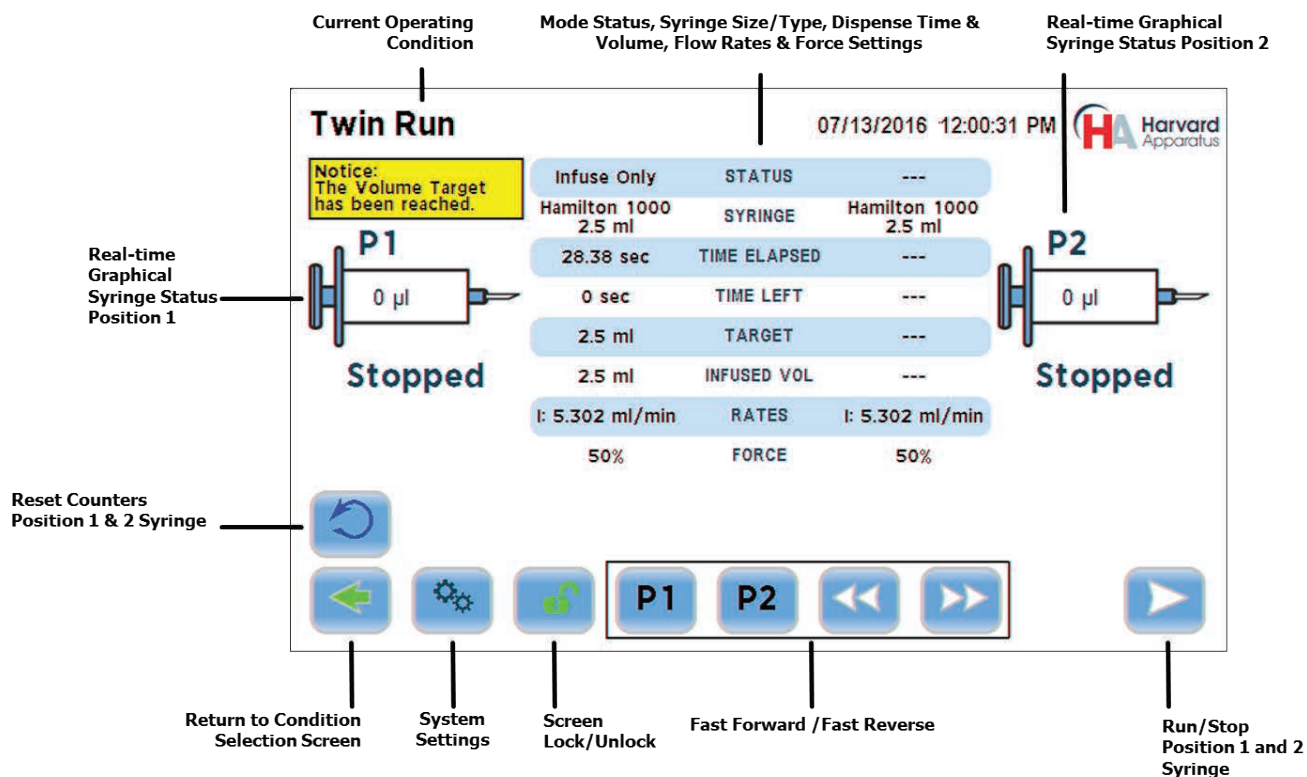 Current Operating
Condition
Mode Status, Syringe Size/Type, Dispense Time &
Volume, Flow Rates & Force Settings
Real-time Graphical
Syringe Status Position 2
Twin Run
07/13/2016 12:00:31 PM
HA Harvard
Apparatus
Notice:
The Volume Target
has been reached.
Infuse Only STATUS ---
Hamilton 1000
2.5 ml
SYRINGE
Hamilton 1000
2.5 ml
28.38 sec TIME ELAPSED ---
0 sec TIME LEFT ---
2.5 ml TARGET ---
2.5 ml INFUSED VOL ---
I: 5.302 ml/min RATES I: 5.302 ml/min
50% FORCE 50%
P1
0 µl
Stopped
P2
0 µl
Stopped
Real-time
Graphical
Syringe Status
Position 1
Reset Counters
Position 1 & 2 Syringe
P1
P2
Return to Condition
Selection Screen
System
Settings
Screen
Lock/Unlock
Fast Forward /Fast Reverse
Run/Stop
Position 1 and 2
Syringe